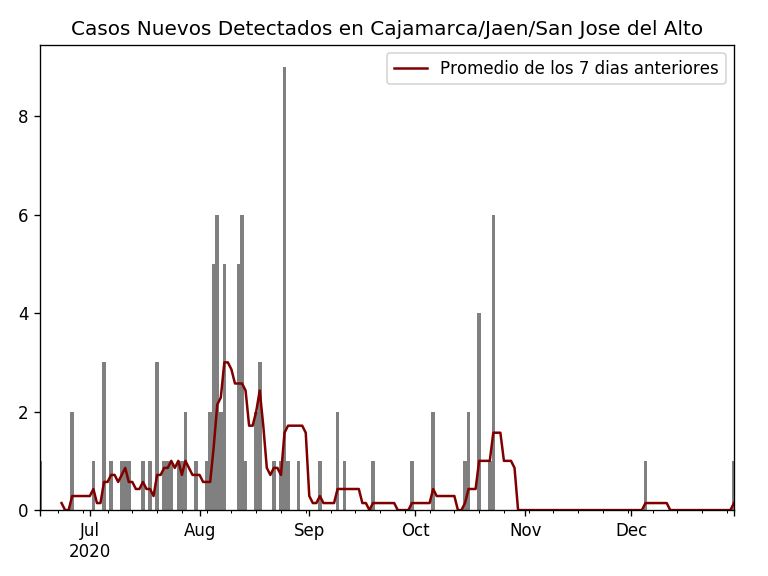 Casos Nuevos Detectados en Cajamarca/Jaen/San Jose del Alto
Promedio de los 7 dias anteriores
8
6
4
2
0
Jul Aug Sep Oct Nov Dec
2020